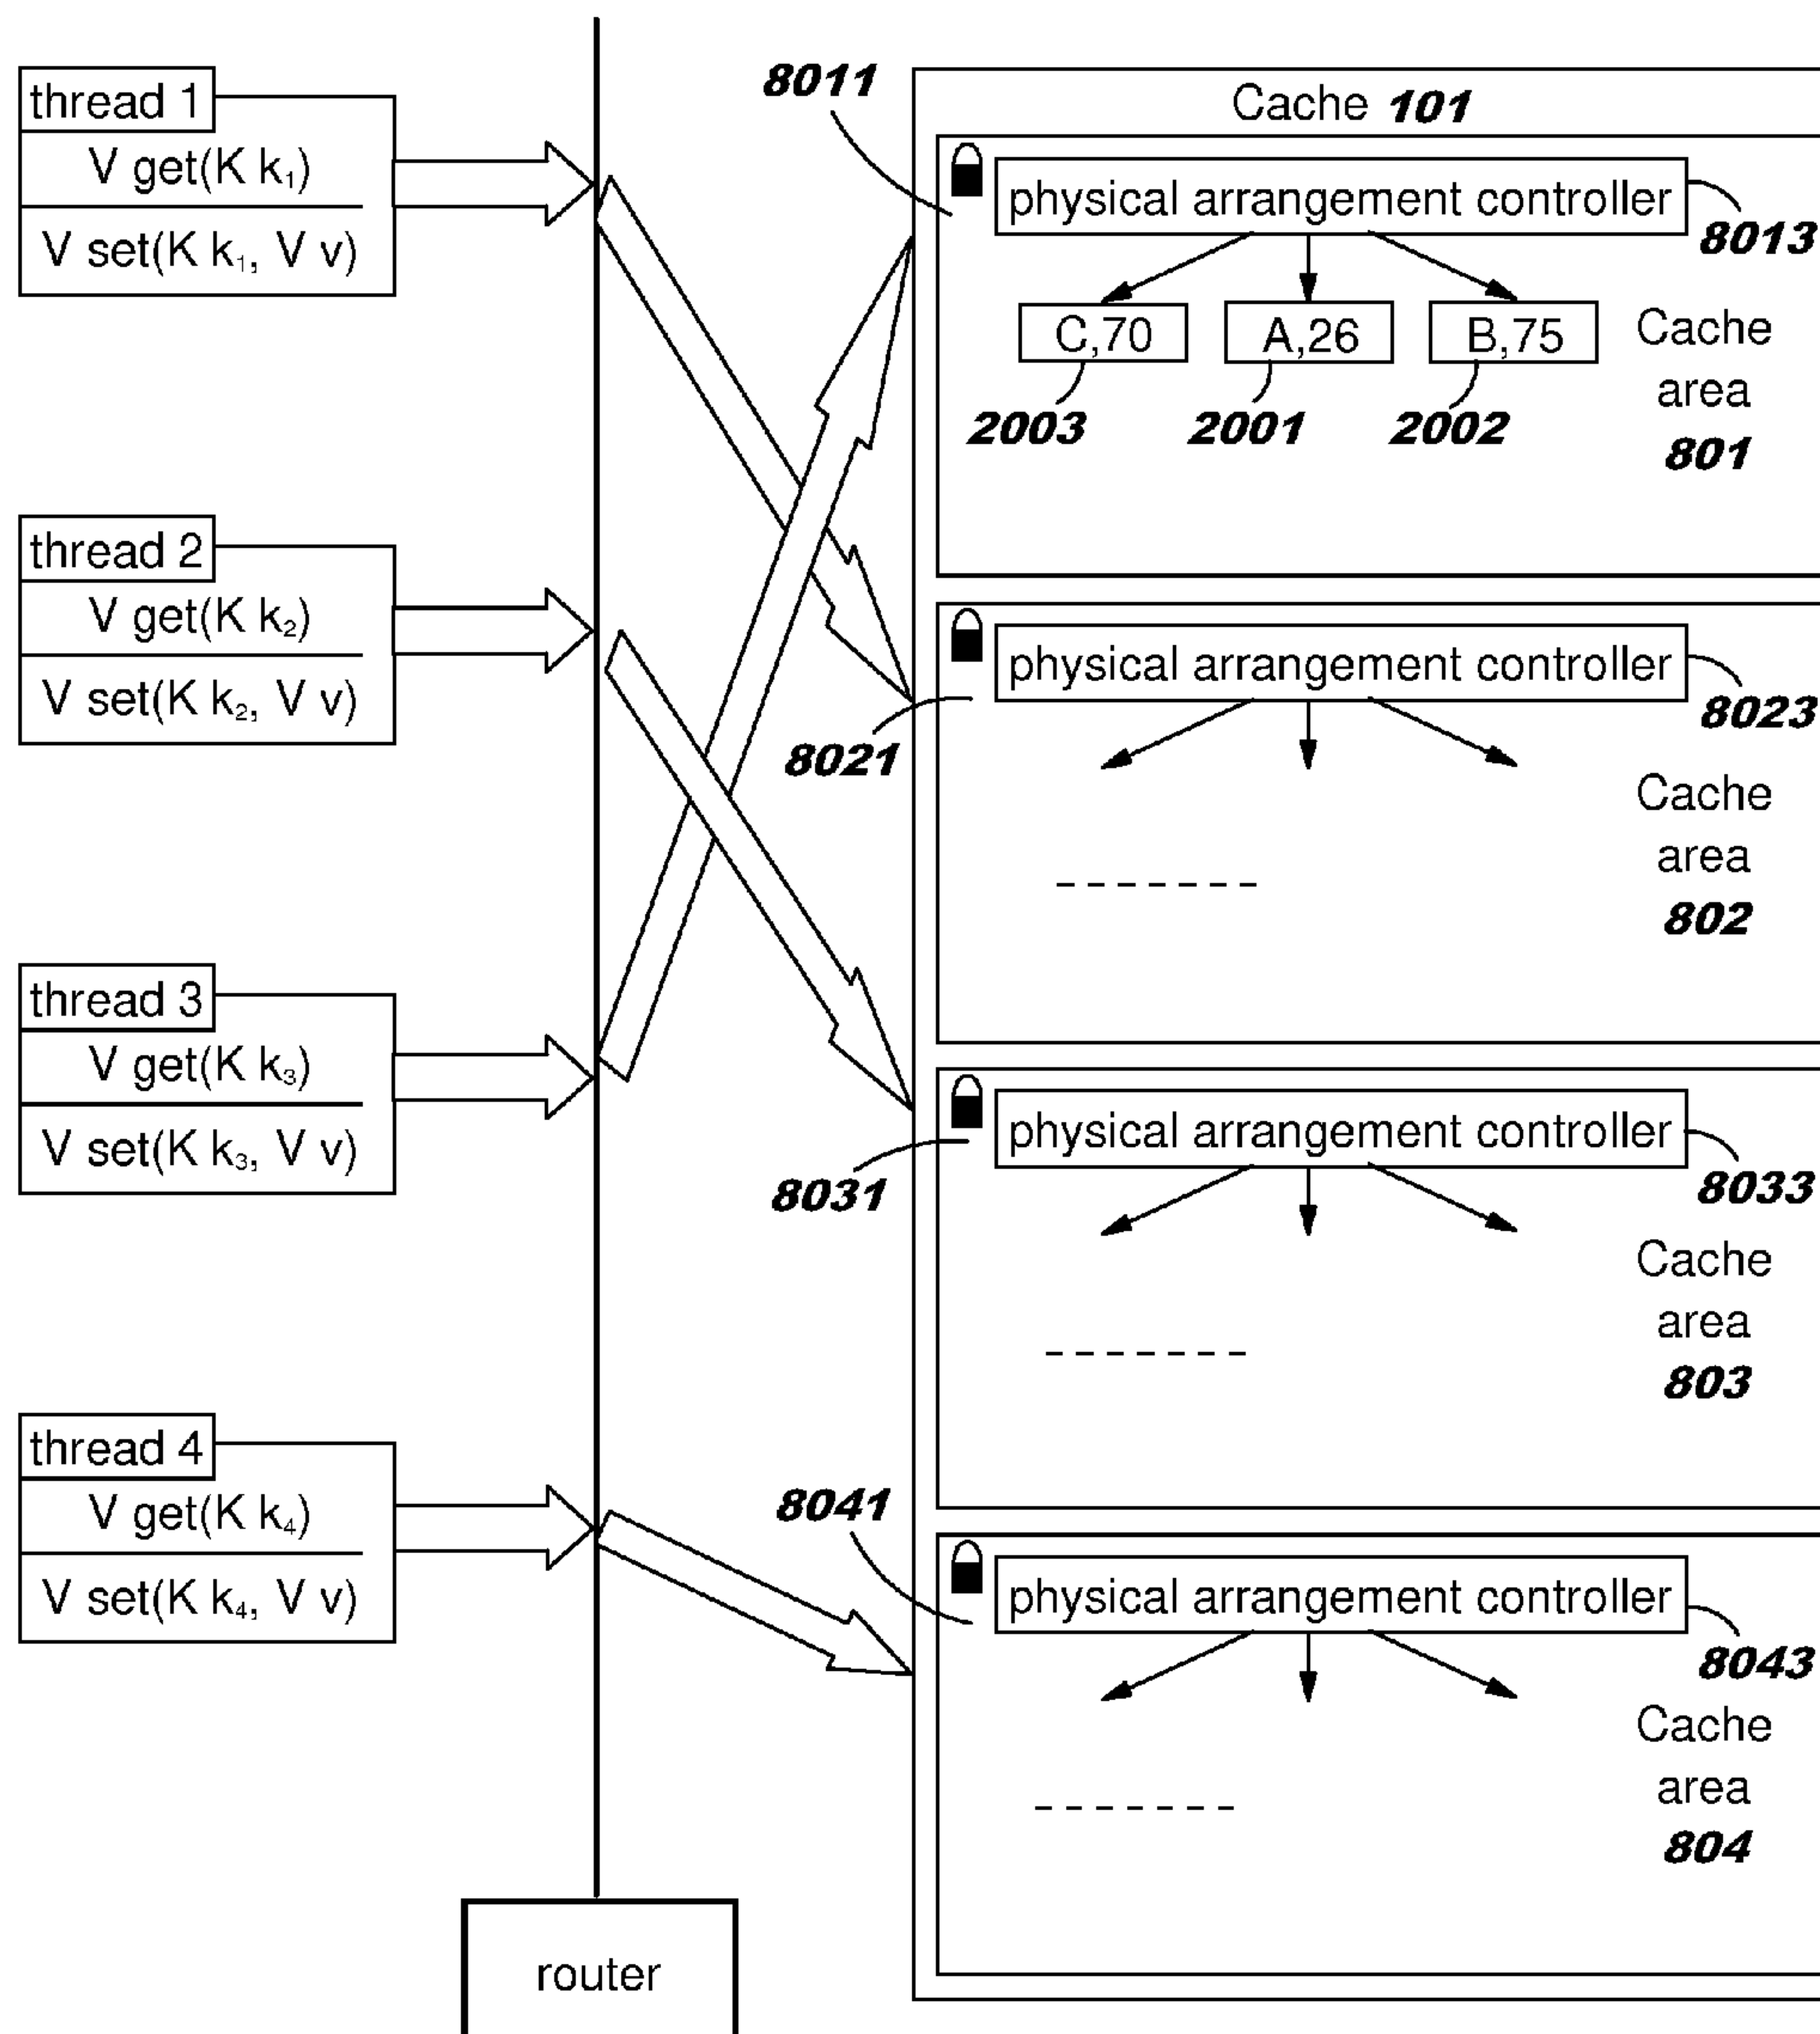 thread 1
V get(K k₁)
V set(K k₁, V v)
thread 2
V get(K k₂)
V set(K k₂, V v)
thread 3
V get(K k₃)
V set(K k₃, V v)
thread 4
V get(K k₄)
V set(K k₄, V v)
router
Cache 101
8011
physical arrangement controller
8013
C,70
A,26
B,75
2003
2001
2002
Cache
area
801
8021
physical arrangement controller
8023
Cache
area
802
8031
physical arrangement controller
8033
Cache
area
803
8041
physical arrangement controller
8043
Cache
area
804